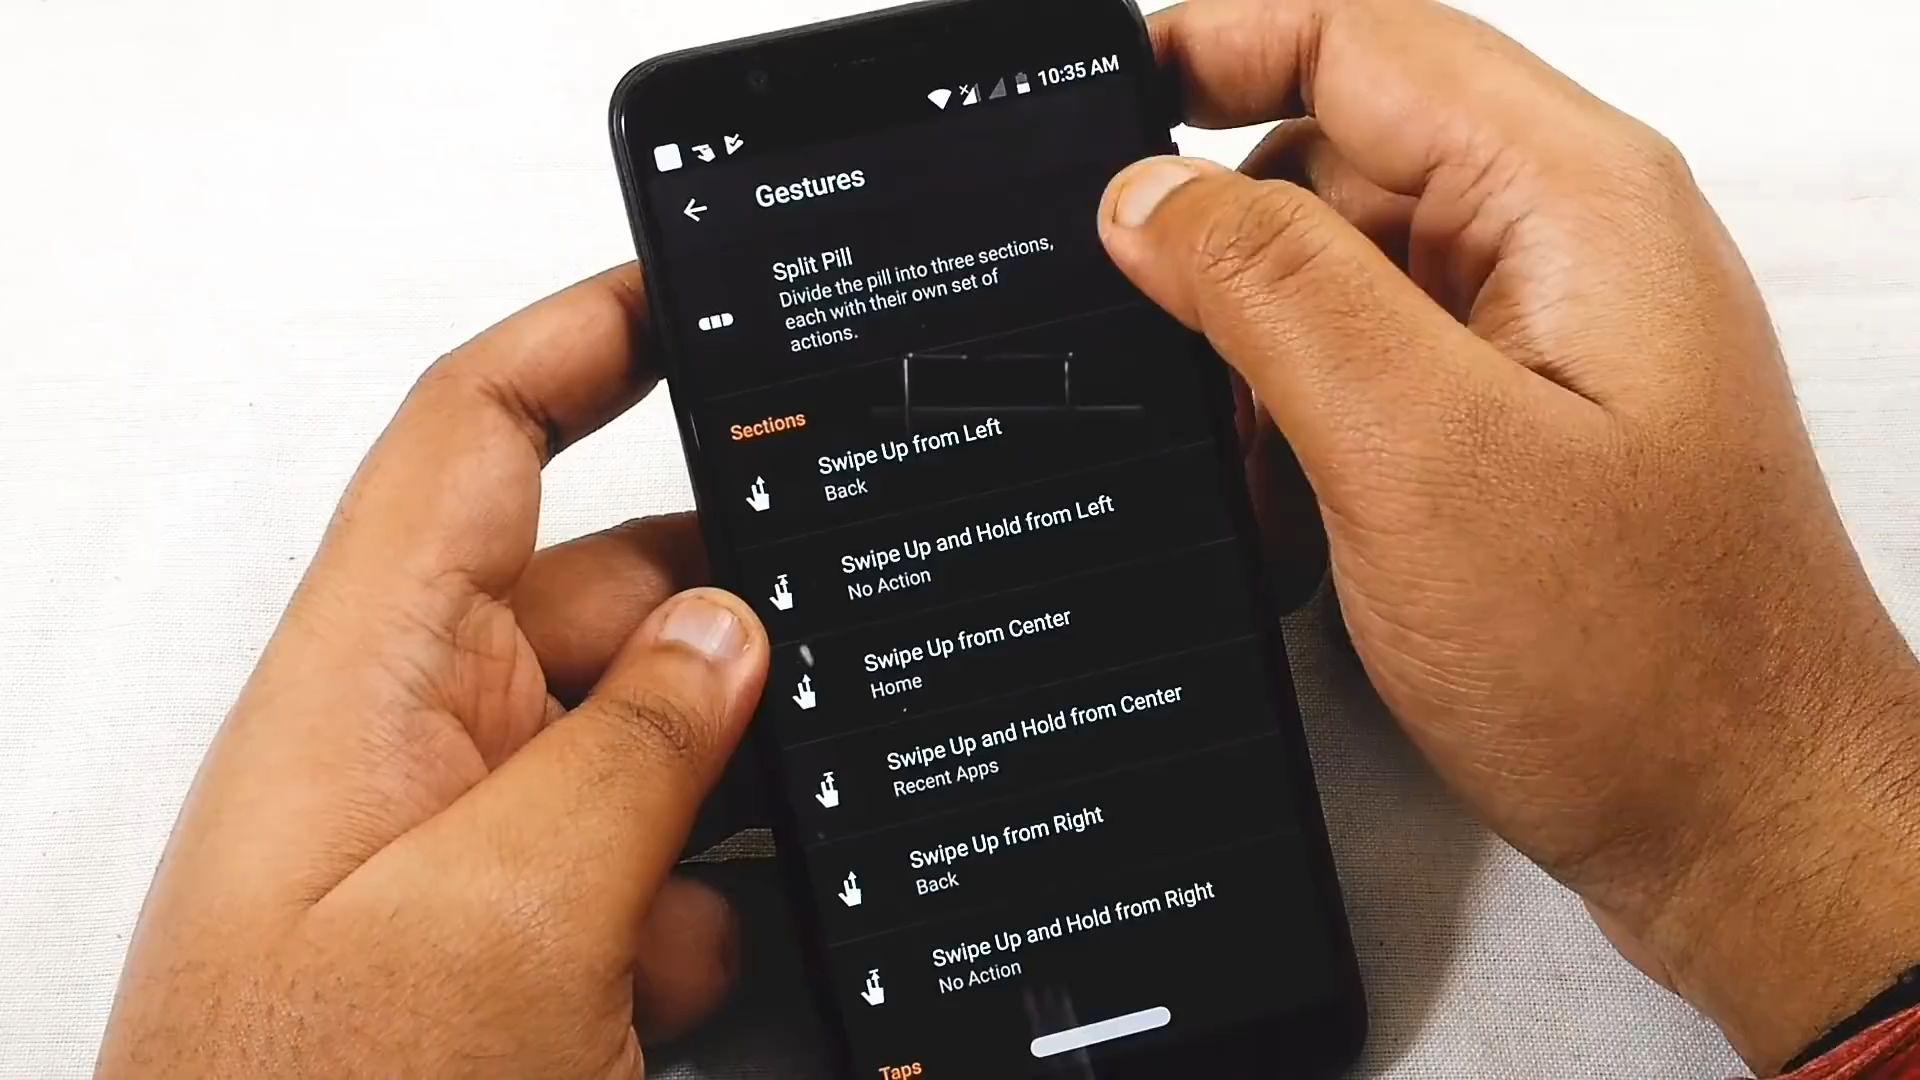 10:35 AM
Gestures
Split Pill
Divide the pill into three sections,
each with their own set of
actions.
Sections
Swipe Up from Left
Back
Swipe Up and Hold from Left
No Action
Swipe Up from Center
Home
Swipe Up and Hold from Center
Recent Apps
Swipe Up from Right
Back
Swipe Up and Hold from Right
No Action
Taps